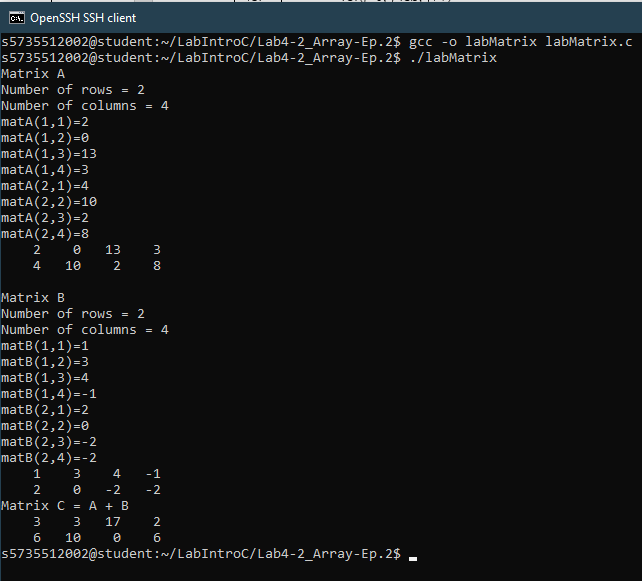 OpenSSH SSH client
s5735512002@student:~/LabIntroC/Lab4-2_Array-Ep.2$ gcc -o labMatrix labMatrix.c
s5735512002@student:~/LabIntroC/Lab4-2_Array-Ep.2$ ./labMatrix
Matrix A
Number of rows = 2
Number of columns = 4
matA(1,1)=2
matA(1,2)=0
matA(1,3)=13
matA(1,4)=3
matA(2,1)=4
matA(2,2)=10
matA(2,3)=2
matA(2,4)=8
    2    0   13    3
    4   10    2    8

Matrix B
Number of rows = 2
Number of columns = 4
matB(1,1)=1
matB(1,2)=3
matB(1,3)=4
matB(1,4)=-1
matB(2,1)=2
matB(2,2)=0
matB(2,3)=-2
matB(2,4)=-2
    1    3    4   -1
    2    0   -2   -2
Matrix C = A + B
    3    3   17    2
    6   10    0    6
s5735512002@student:~/LabIntroC/Lab4-2_Array-Ep.2$